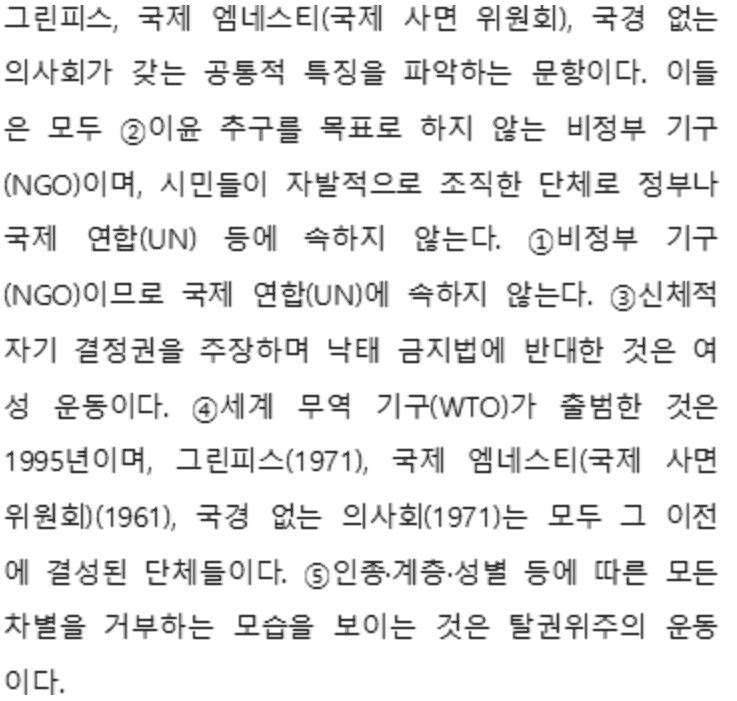 그린피스, 국제 엠네스티(국제 사면 위원회), 국경 없는
의사회가 갖는 공통적 특징을 파악하는 문항이다. 이들
은 모두 ②이윤 추구를 목표로 하지 않는 비정부 기구
(NGO)이며, 시민들이 자발적으로 조직한 단체로 정부나
국제 연합(UN) 등에 속하지 않는다. ①비정부 기구
(NGO)이므로 국제 연합(UN)에 속하지 않는다. ③신체적
자기 결정권을 주장하며 낙태 금지법에 반대한 것은 여
성 운동이다. ④세계 무역 기구(WTO)가 출범한 것은
1995년이며, 그린피스(1971), 국제 엠네스티(국제 사면
위원회)(1961), 국경 없는 의사회(1971)는 모두 그 이전
에 결성된 단체들이다. ⑤인종·계층·성별 등에 따른 모든
차별을 거부하는 모습을 보이는 것은 탈권위주의 운동
이다.